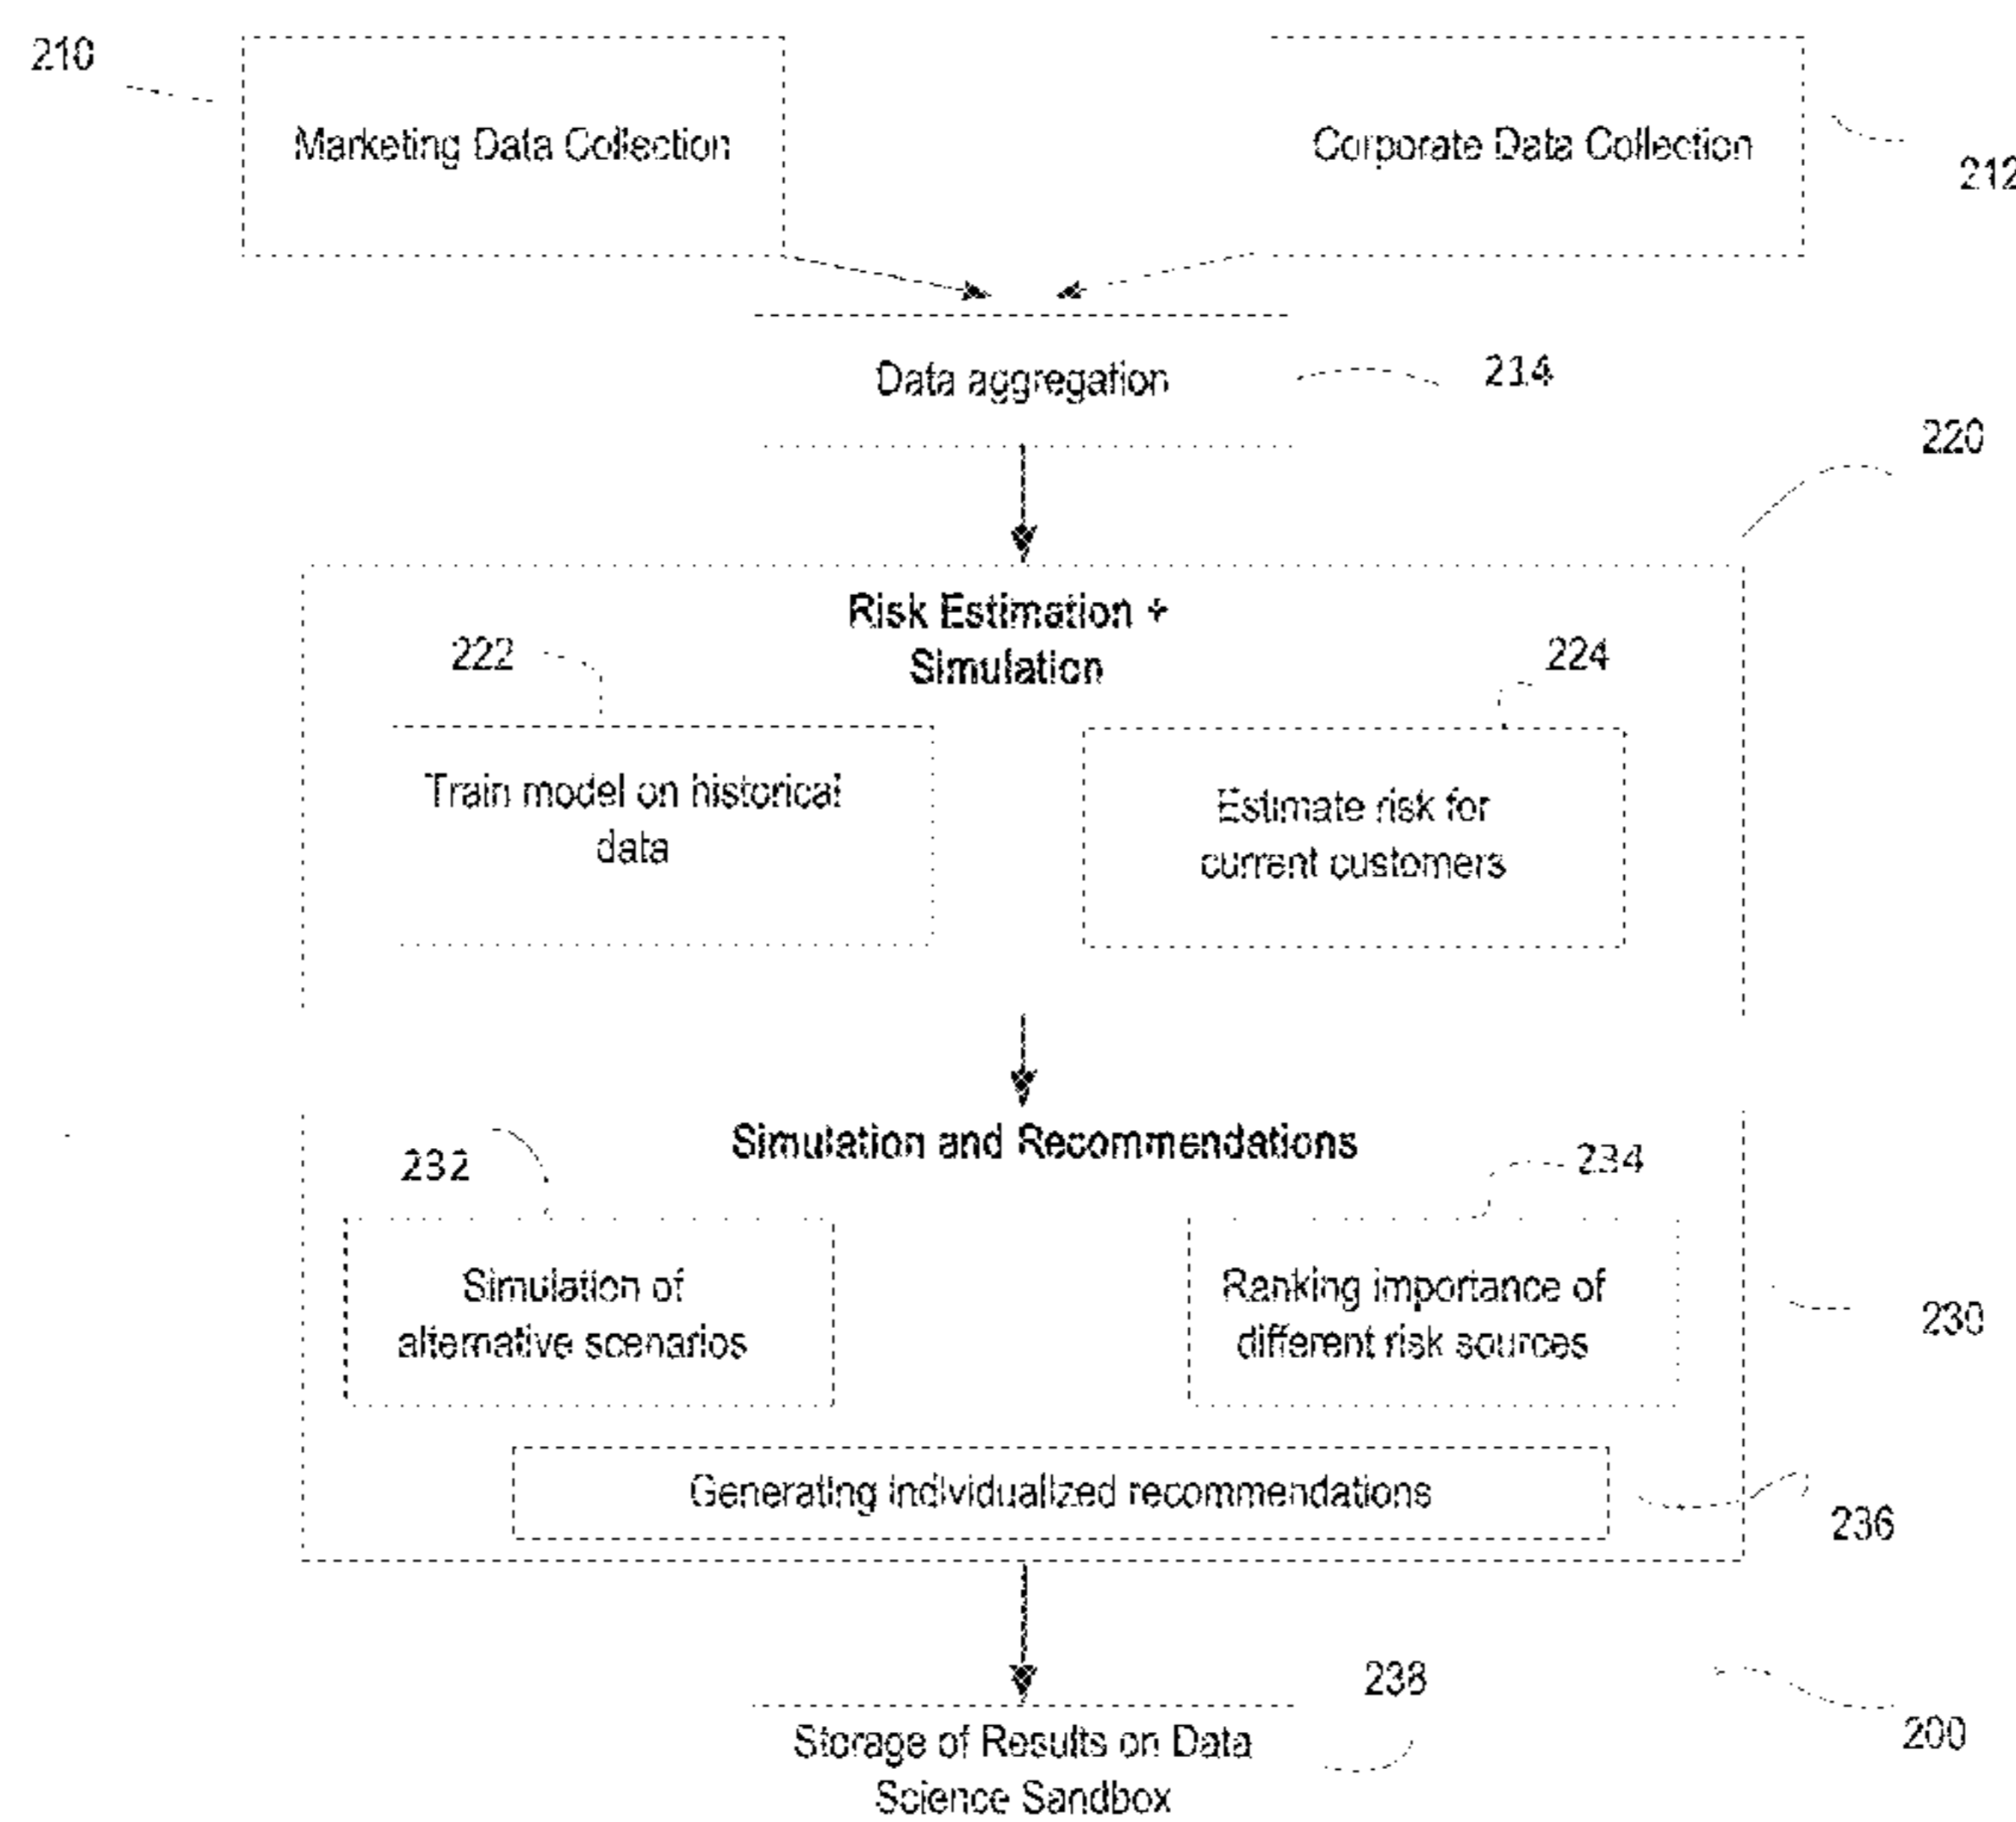 210
Marketing Data Collection
Corporate Data Collection
212
Data aggregation
214
220
Risk Estimation +
Simulation
222
224
Train model on historical
data
Estimate risk for
current customers
Simulation and Recommendations
232
234
Simulation of
alternative scenarios
Ranking importance of
different risk sources
230
Generating individualized recommendations
236
238
Storage of Results on Data
Science Sandbox
200